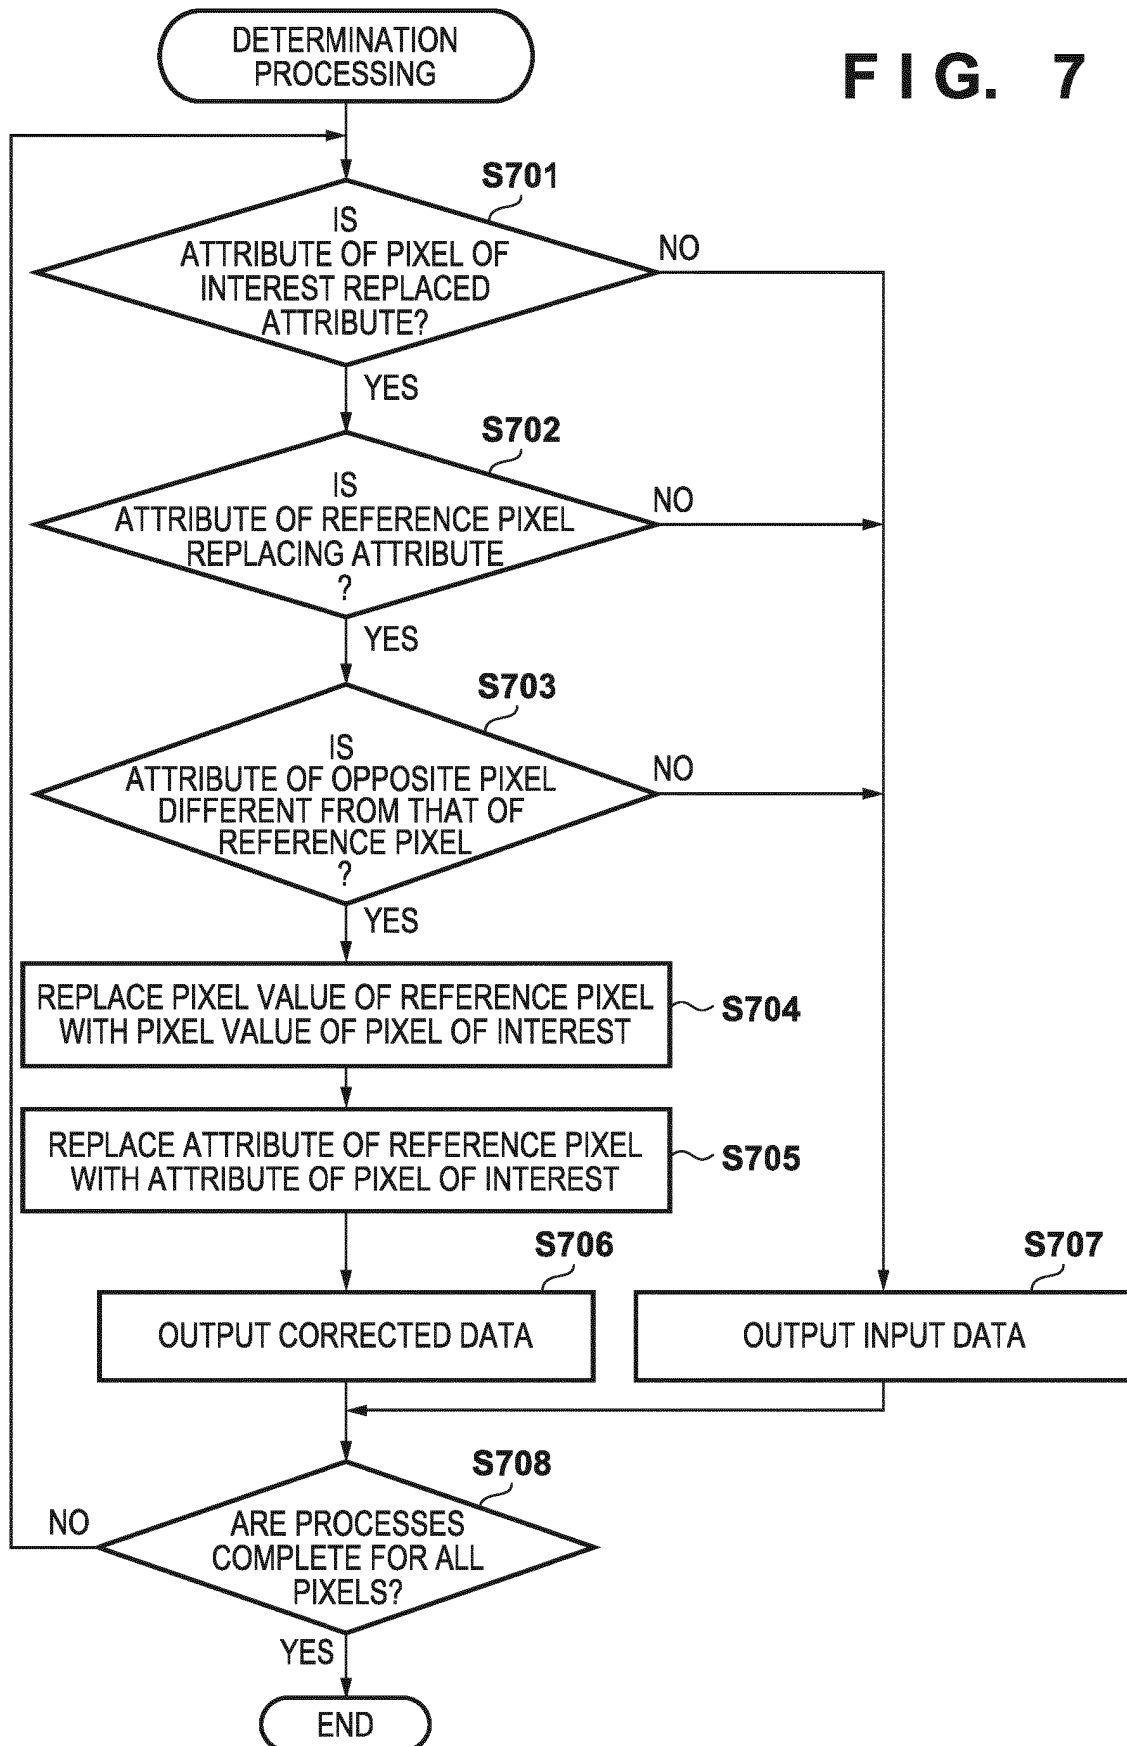 DETERMINATION
PROCESSING
F I G. 7
S701
IS
ATTRIBUTE OF PIXEL OF
INTEREST REPLACED
ATTRIBUTE?
NO
YES
S702
IS
ATTRIBUTE OF REFERENCE PIXEL
REPLACING ATTRIBUTE
?
NO
YES
S703
IS
ATTRIBUTE OF OPPOSITE PIXEL
DIFFERENT FROM THAT OF
REFERENCE PIXEL
?
NO
YES
REPLACE PIXEL VALUE OF REFERENCE PIXEL
WITH PIXEL VALUE OF PIXEL OF INTEREST
S704
REPLACE ATTRIBUTE OF REFERENCE PIXEL
WITH ATTRIBUTE OF PIXEL OF INTEREST
S705
S706
OUTPUT CORRECTED DATA
S707
OUTPUT INPUT DATA
S708
ARE PROCESSES
COMPLETE FOR ALL
PIXELS?
NO
YES
END